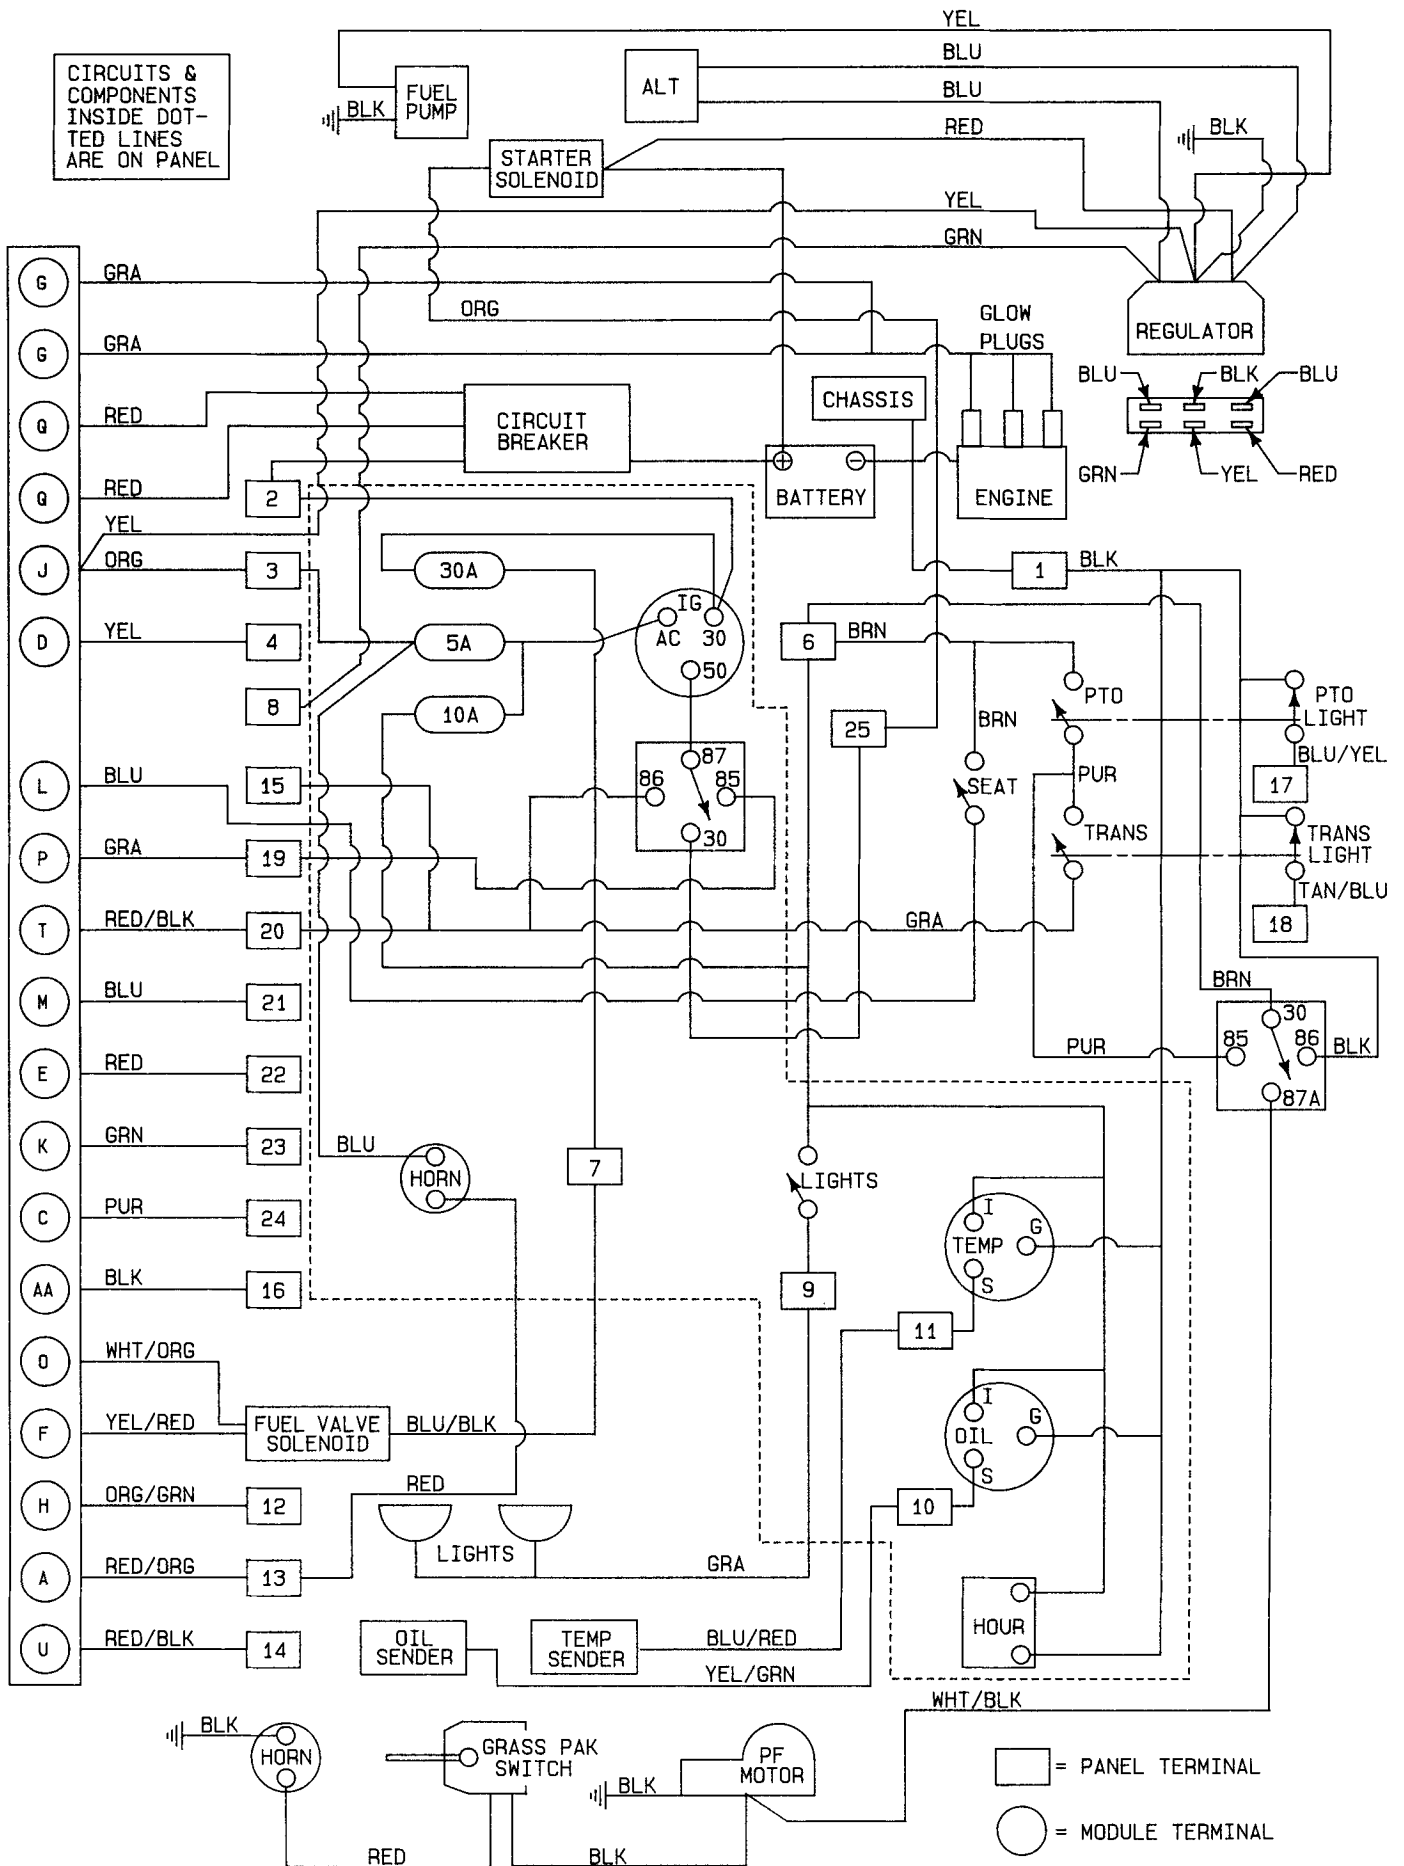 YEL
BLU
CIRCUITS &
COMPONENTS
INSIDE DOT-
TED LINES
ARE ON PANEL
FUEL
PUMP
BLK
ALT
BLU
RED
BLK
STARTER
SOLENOID
YEL
GRN
G
GRA
ORG
GLOW
PLUGS
REGULATOR
G
GRA
BLU
BLK
BLU
CHASSIS
Q
RED
CIRCUIT
BREAKER
GRN
YEL
RED
BATTERY
ENGINE
Q
RED
2
YEL
J
ORG
3
30A
1
BLK
IG
AC
30
50
D
YEL
4
5A
6
BRN
8
10A
PTO
PTO
LIGHT
25
BRN
BLU/YEL
17
L
BLU
15
87
86
85
30
SEAT
PUR
TRANS
TRANS
LIGHT
P
GRA
19
TAN/BLU
18
T
RED/BLK
20
GRA
M
BLU
21
BRN
30
85
86
87A
PUR
BLK
E
RED
22
K
GRN
23
BLU
HORN
7
LIGHTS
C
PUR
24
I
TEMP
G
S
AA
BLK
16
9
11
O
WHT/ORG
F
YEL/RED
FUEL VALVE
SOLENOID
BLU/BLK
I
OIL
G
S
H
ORG/GRN
12
RED
10
LIGHTS
A
RED/ORG
13
GRA
HOUR
U
RED/BLK
14
OIL
SENDER
TEMP
SENDER
BLU/RED
YEL/GRN
WHT/BLK
BLK
HORN
GRASS PAK
SWITCH
PF
MOTOR
BLK
= PANEL TERMINAL
= MODULE TERMINAL
RED
BLK